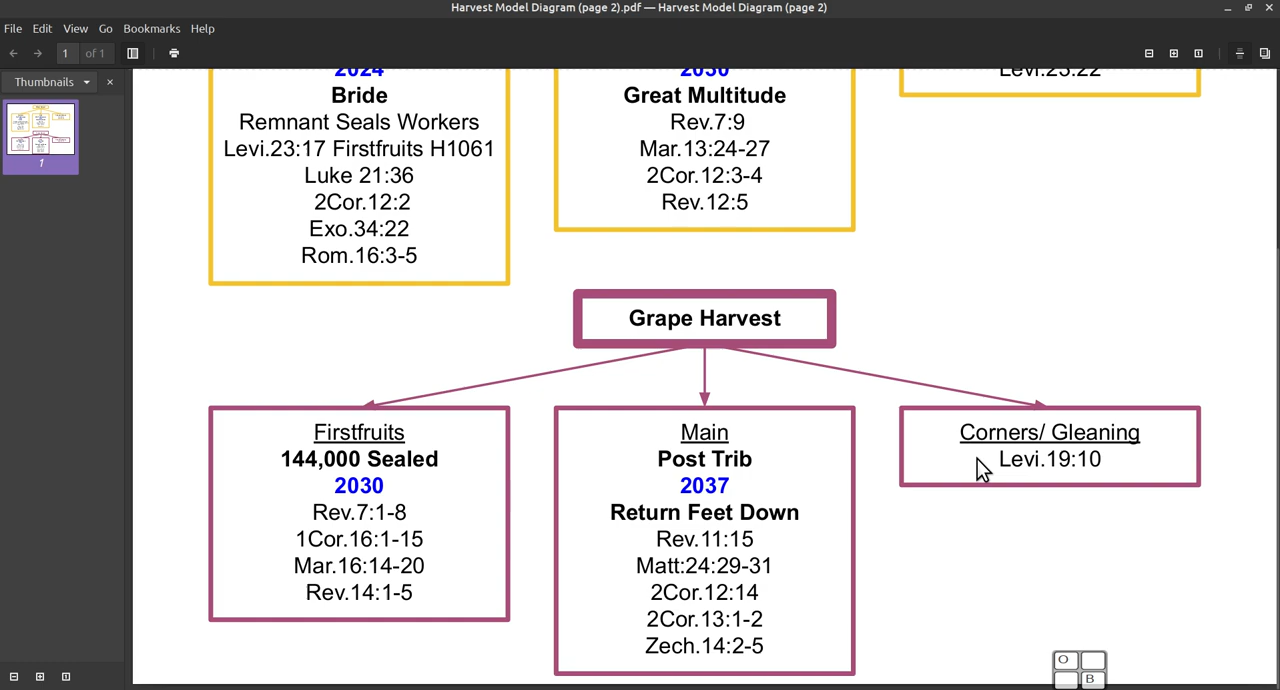 Harvest Model Diagram (page 2).pdf — Harvest Model Diagram (page 2)
File Edit View Go Bookmarks Help
1 of 1
Thumbnails
1
2024
Bride
Remnant Seals Workers
Levi.23:17 Firstfruits H1061
Luke 21:36
2Cor.12:2
Exo.34:22
Rom.16:3-5
2030
Great Multitude
Rev.7:9
Mar.13:24-27
2Cor.12:3-4
Rev.12:5
Levi.23:22
Grape Harvest
Firstfruits
144,000 Sealed
2030
Rev.7:1-8
1Cor.16:1-15
Mar.16:14-20
Rev.14:1-5
Main
Post Trib
2037
Return Feet Down
Rev.11:15
Matt:24:29-31
2Cor.12:14
2Cor.13:1-2
Zech.14:2-5
Corners/ Gleaning
Levi.19:10
O
B